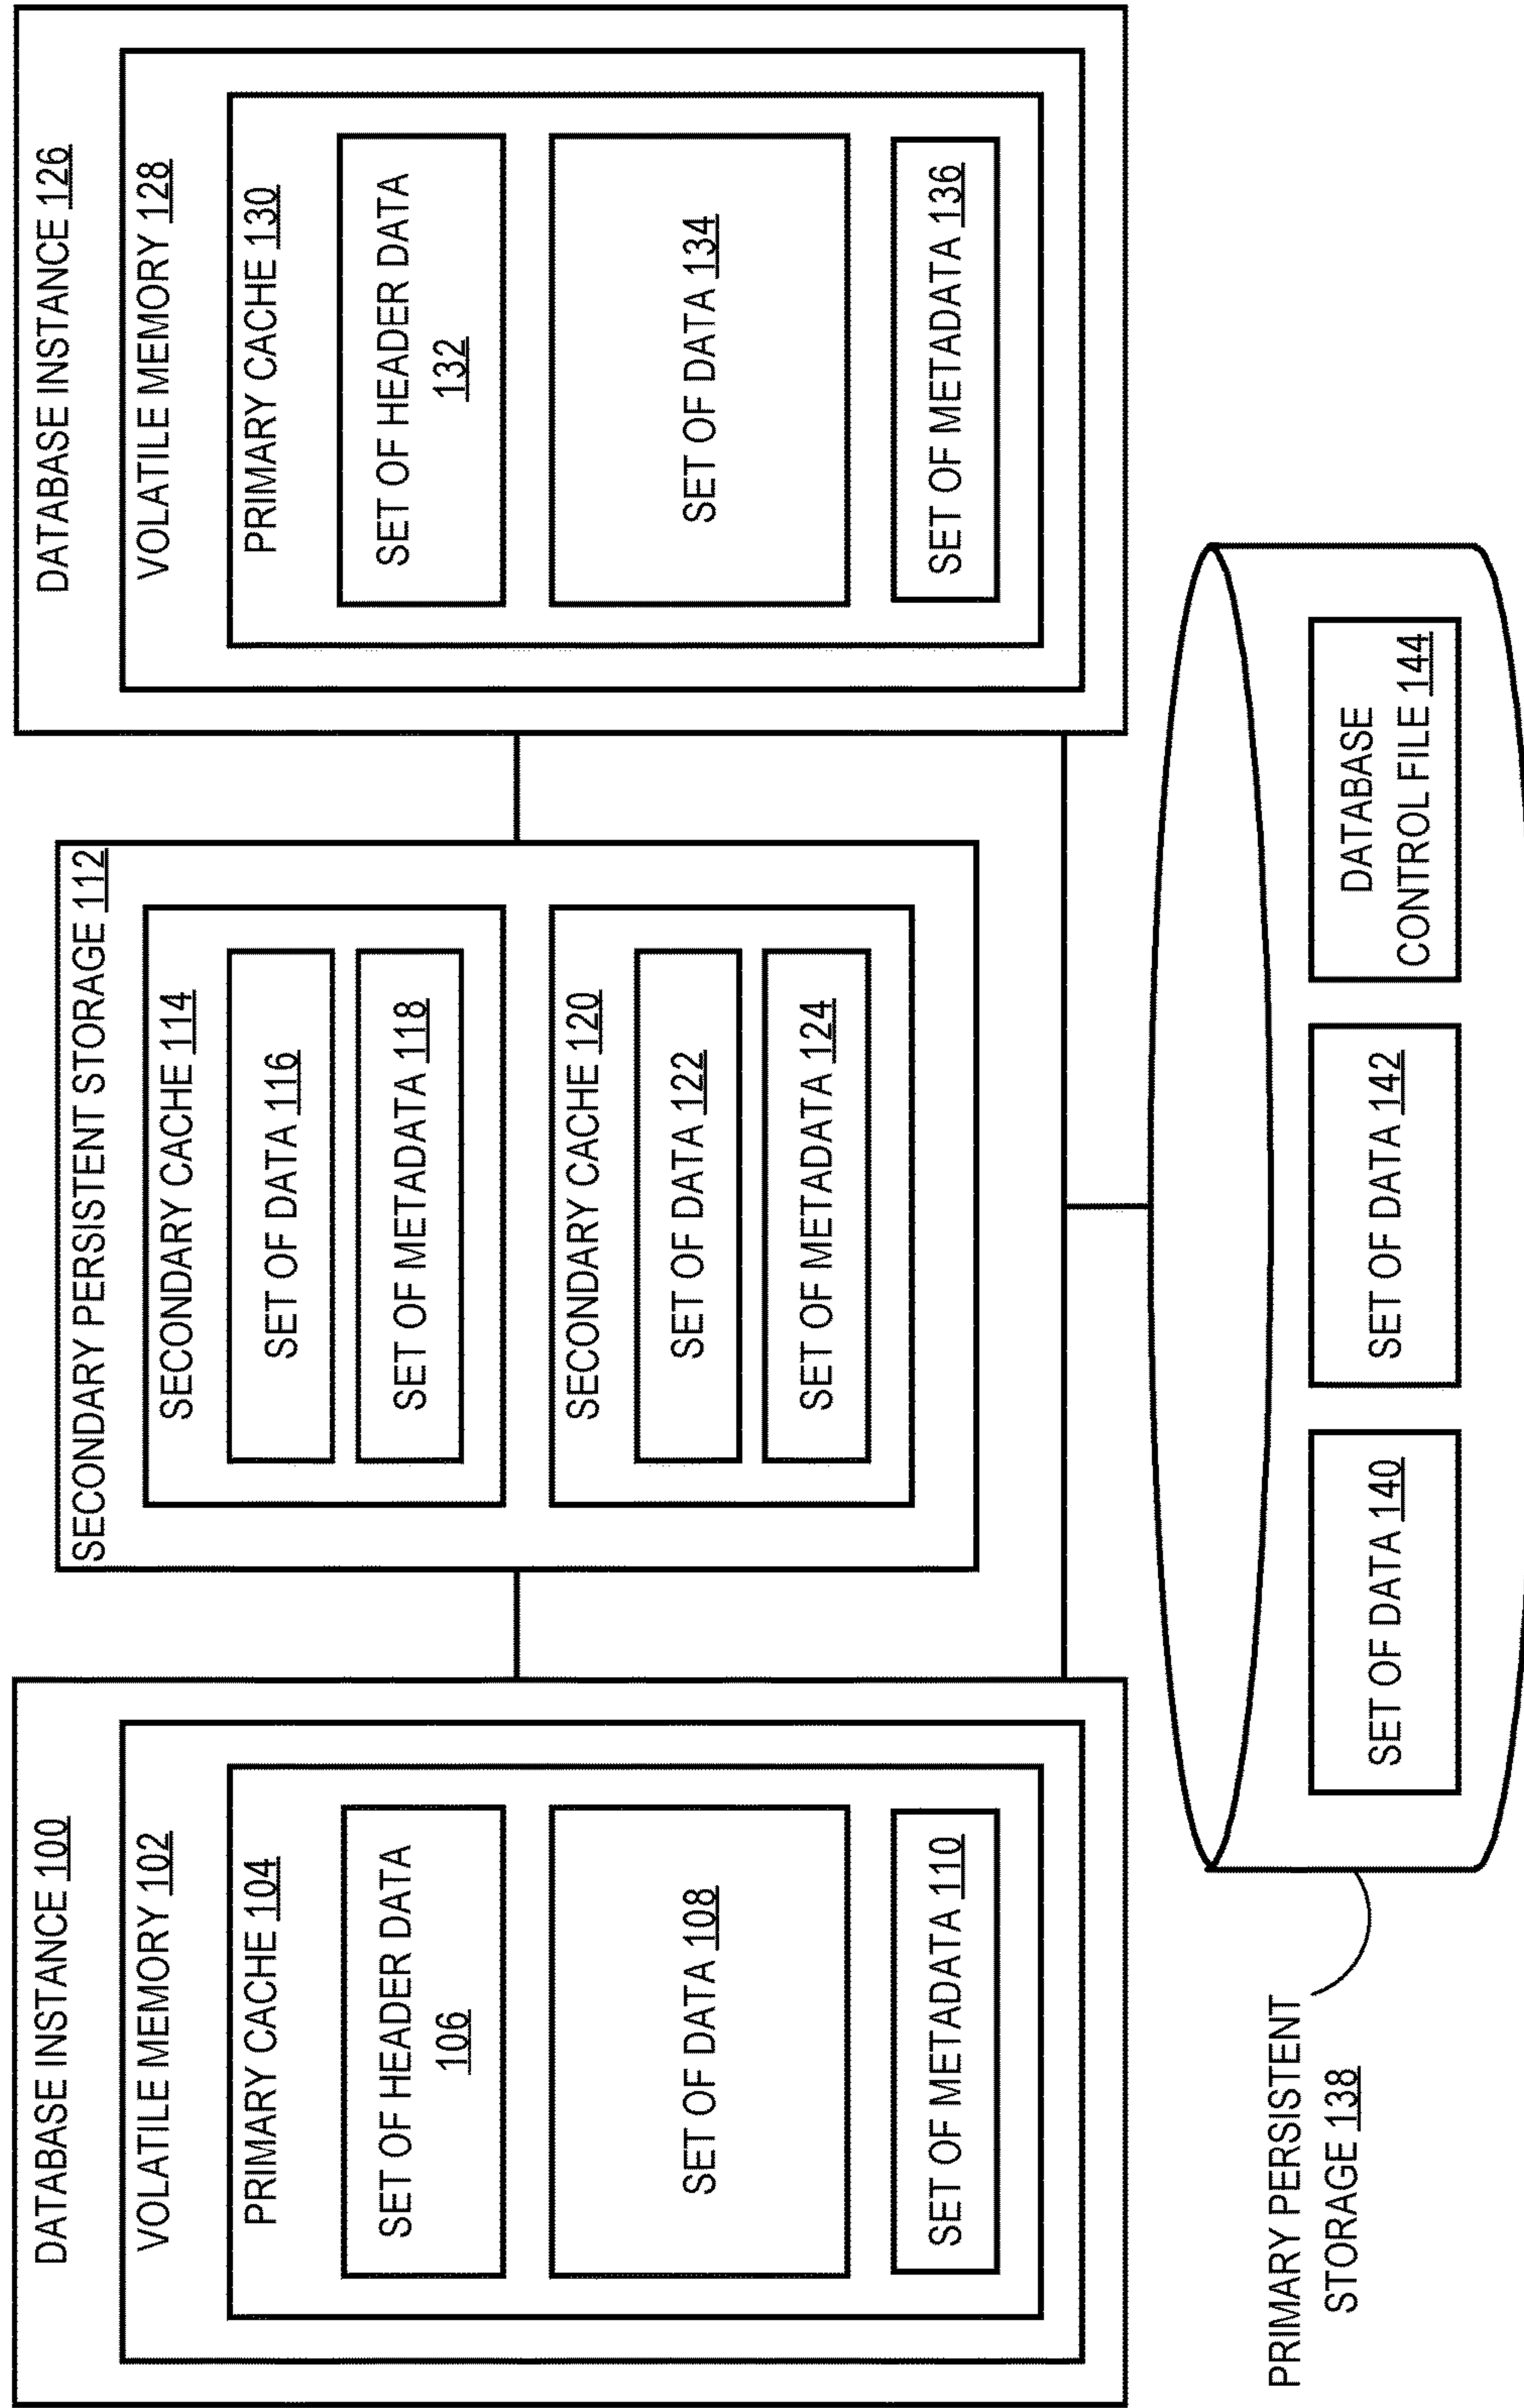 DATABASE INSTANCE 100
VOLATILE MEMORY 102
PRIMARY CACHE 104
SET OF HEADER DATA
106
SET OF DATA 108
SET OF METADATA 110
SECONDARY PERSISTENT STORAGE 112
SECONDARY CACHE 114
SET OF DATA 116
SET OF METADATA 118
SECONDARY CACHE 120
SET OF DATA 122
SET OF METADATA 124
DATABASE INSTANCE 126
VOLATILE MEMORY 128
PRIMARY CACHE 130
SET OF HEADER DATA
132
SET OF DATA 134
SET OF METADATA 136
PRIMARY PERSISTENT
STORAGE 138
SET OF DATA 140
SET OF DATA 142
DATABASE
CONTROL FILE 144